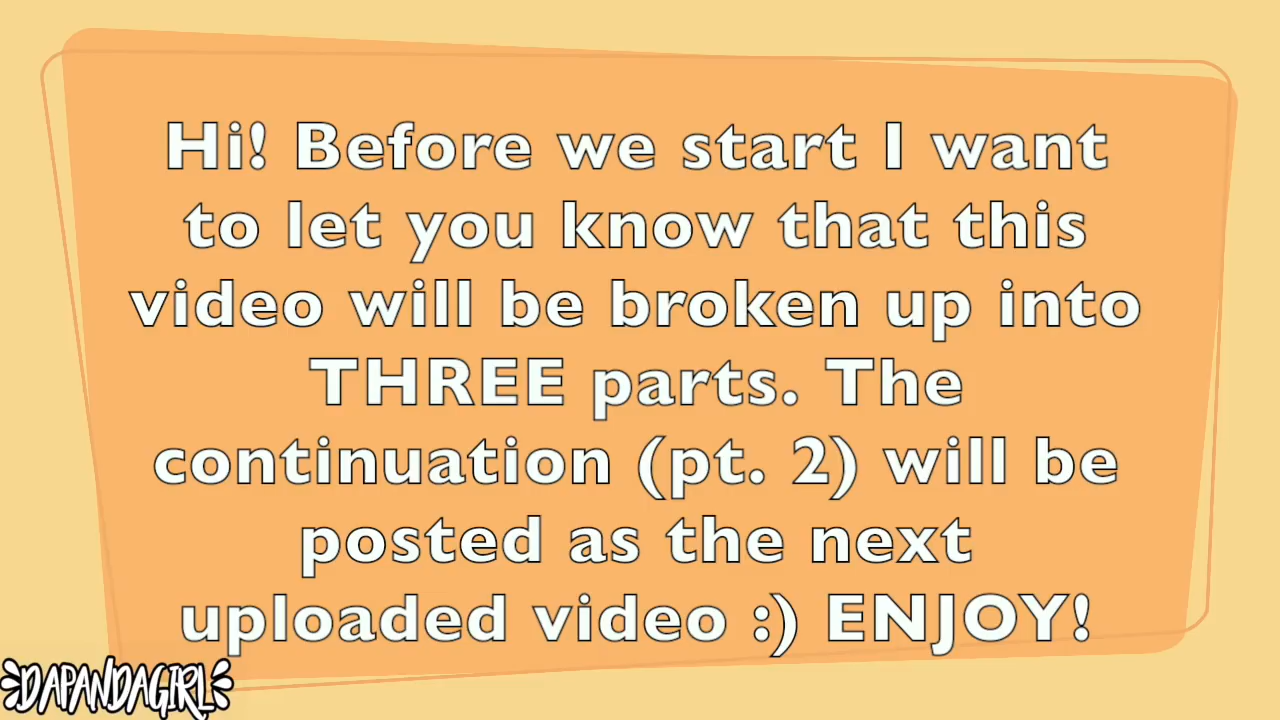 Hi! Before we start I want
to let you know that this
video will be broken up into
THREE parts. The
continuation (pt. 2) will be
posted as the next
uploaded video :) ENJOY!
DAPANDAGIRL